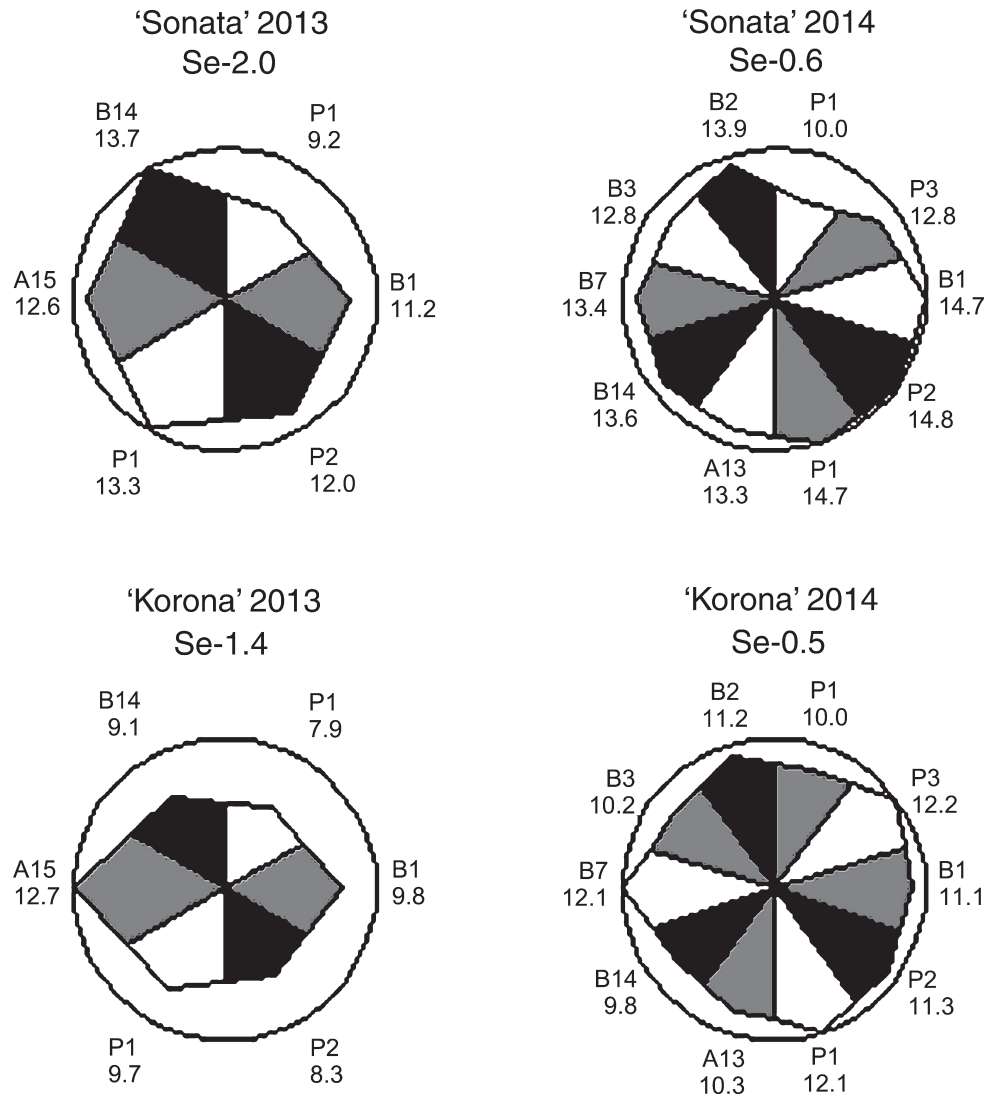 ‘Sonata’ 2013
Se-2.0
B14
13.7
P1
9.2
A15
12.6
B1
11.2
P1
13.3
P2
12.0
‘Sonata’ 2014
Se-0.6
B2
13.9
P1
10.0
B3
12.8
P3
12.8
B7
13.4
B1
14.7
B14
13.6
P2
14.8
A13
13.3
P1
14.7
‘Korona’ 2013
Se-1.4
B14
9.1
P1
7.9
A15
12.7
B1
9.8
P1
9.7
P2
8.3
‘Korona’ 2014
Se-0.5
B2
11.2
P1
10.0
B3
10.2
P3
12.2
B7
12.1
B1
11.1
B14
9.8
P2
11.3
A13
10.3
P1
12.1